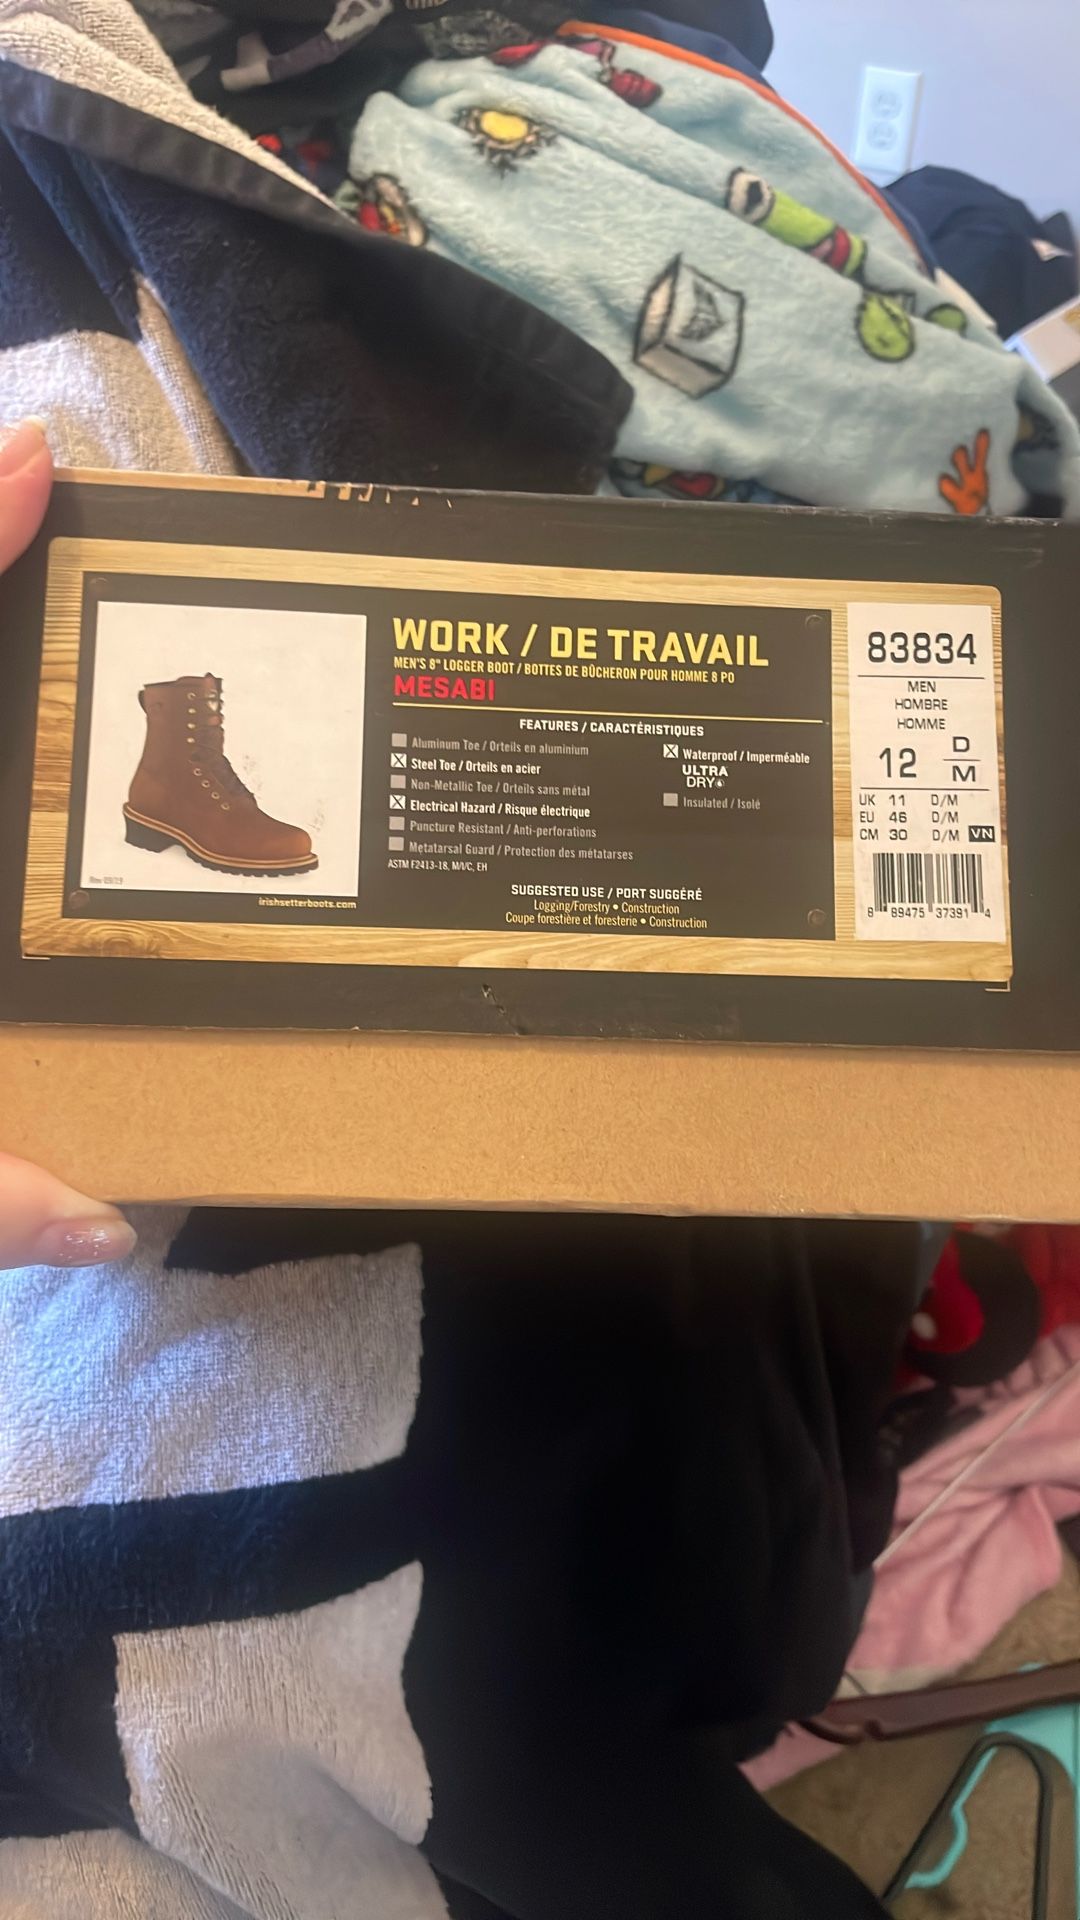 WORK / DE TRAVAIL
MEN'S 8" LOGGER BOOT / BOTTES DE BÛCHERON POUR HOMME 8 PO
MESABI
FEATURES / CARACTÉRISTIQUES
Aluminum Toe / Orteils en aluminium
Steel Toe / Orteils en acier
Non-Metallic Toe / Orteils sans métal
Electrical Hazard / Risque électrique
Puncture Resistant / Anti-perforations
Metatarsal Guard / Protection des métatarses
ASTM F2413-18, M/I/C, EH
Waterproof / Imperméable
ULTRA
DRY
Insulated / Isolé
SUGGESTED USE / PORT SUGGÉRÉ
Logging/Forestry • Construction
Coupe forestière et foresterie • Construction
Rev 09/19
irishsetterboots.com
83834
MEN
HOMBRE
HOMME
12 D
M
UK 11 D/M
EU 46 D/M
CM 30 D/M VN
8 89475 37391 4